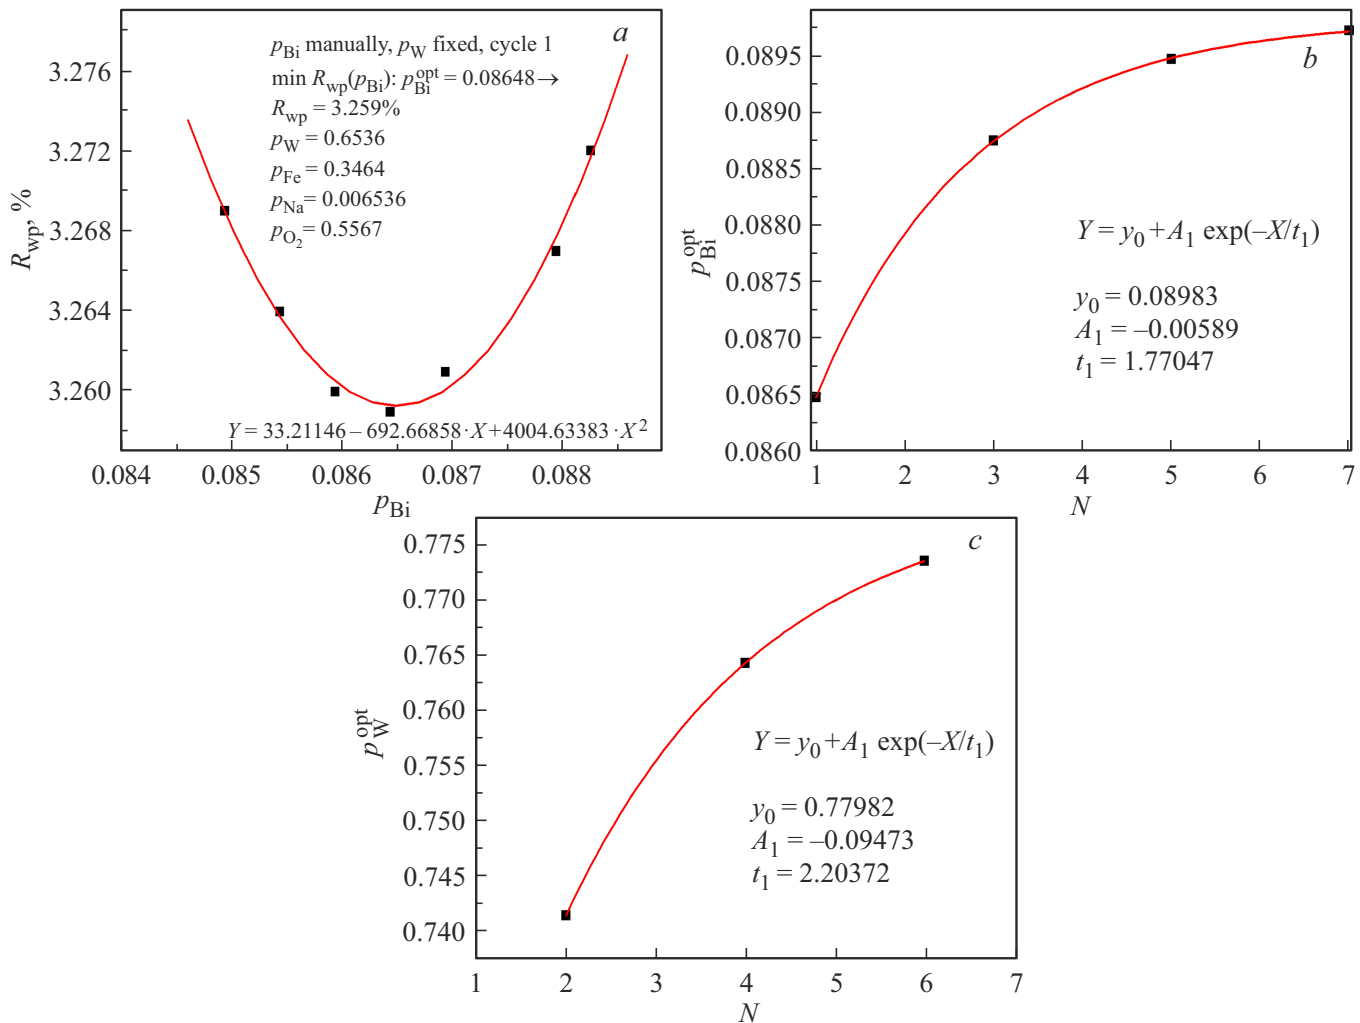 a
p_Bi manually, p_W fixed, cycle 1
min R_wp(p_Bi): p_Bi^opt = 0.08648→
R_wp = 3.259%
p_W = 0.6536
p_Fe = 0.3464
p_Na = 0.006536
p_O2 = 0.5567
3.276
3.272
3.268
3.264
3.260
R_wp, %
Y = 33.21146 – 692.66858 · X+4004.63383 · X^2
0.084 0.085 0.086 0.087 0.088
p_Bi
b
0.0895
0.0890
0.0885
0.0880
0.0875
0.0870
0.0865
0.0860
p_Bi^opt
Y = y_0 + A_1 exp(–X/t_1)
y_0 = 0.08983
A_1 = –0.00589
t_1 = 1.77047
1 2 3 4 5 6 7
N
c
0.775
0.770
0.765
0.760
0.755
0.750
0.745
0.740
p_W^opt
Y = y_0 + A_1 exp(–X/t_1)
y_0 = 0.77982
A_1 = –0.09473
t_1 = 2.20372
1 2 3 4 5 6 7
N